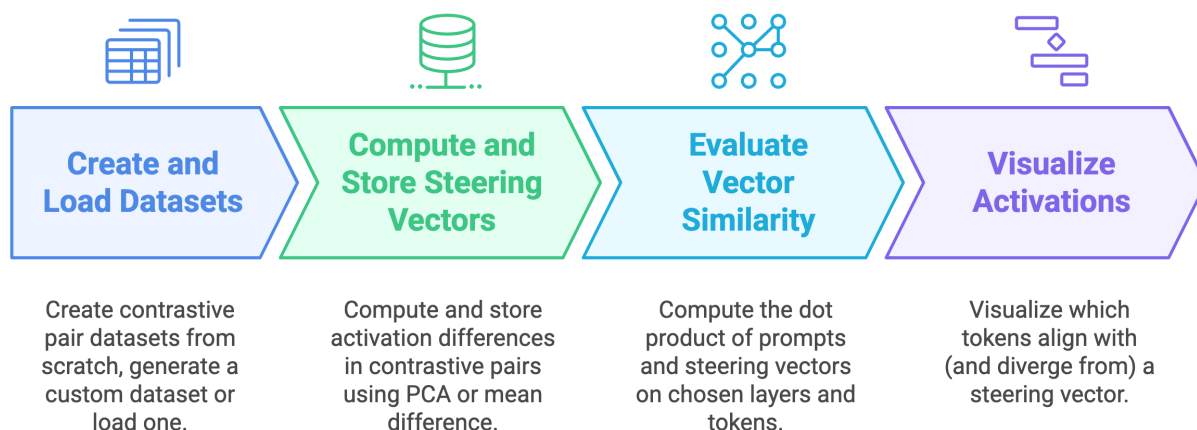 Create and
Load Datasets
Compute and
Store Steering
Vectors
Evaluate
Vector
Similarity
Visualize
Activations
Create contrastive
pair datasets from
scratch, generate a
custom dataset or
load one.
Compute and store
activation differences
in contrastive pairs
using PCA or mean
difference.
Compute the dot
product of prompts
and steering vectors
on chosen layers and
tokens.
Visualize which
tokens align with
(and diverge from) a
steering vector.